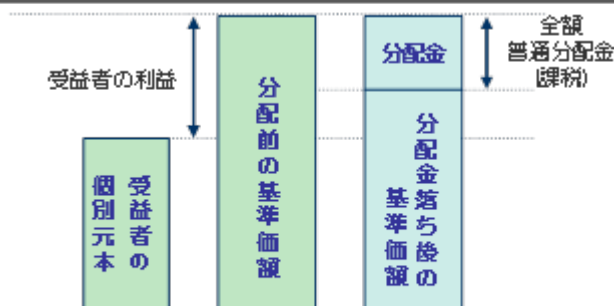 受益者の利益
受益者の
個別元本
分配前の基準価額
分配金
分配金落ち後の
基準価額
全額
普通分配金
(課税)